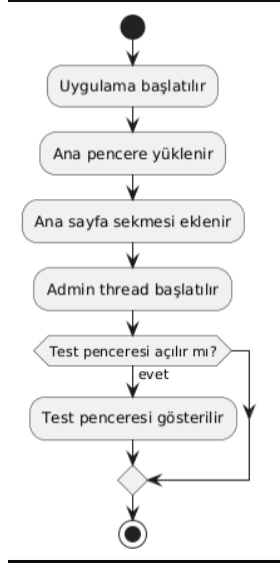 Uygulama başlatılır
Ana pencere yüklenir
Ana sayfa sekmesi eklenir
Admin thread başlatılır
Test penceresi açılır mı?
evet
Test penceresi gösterilir